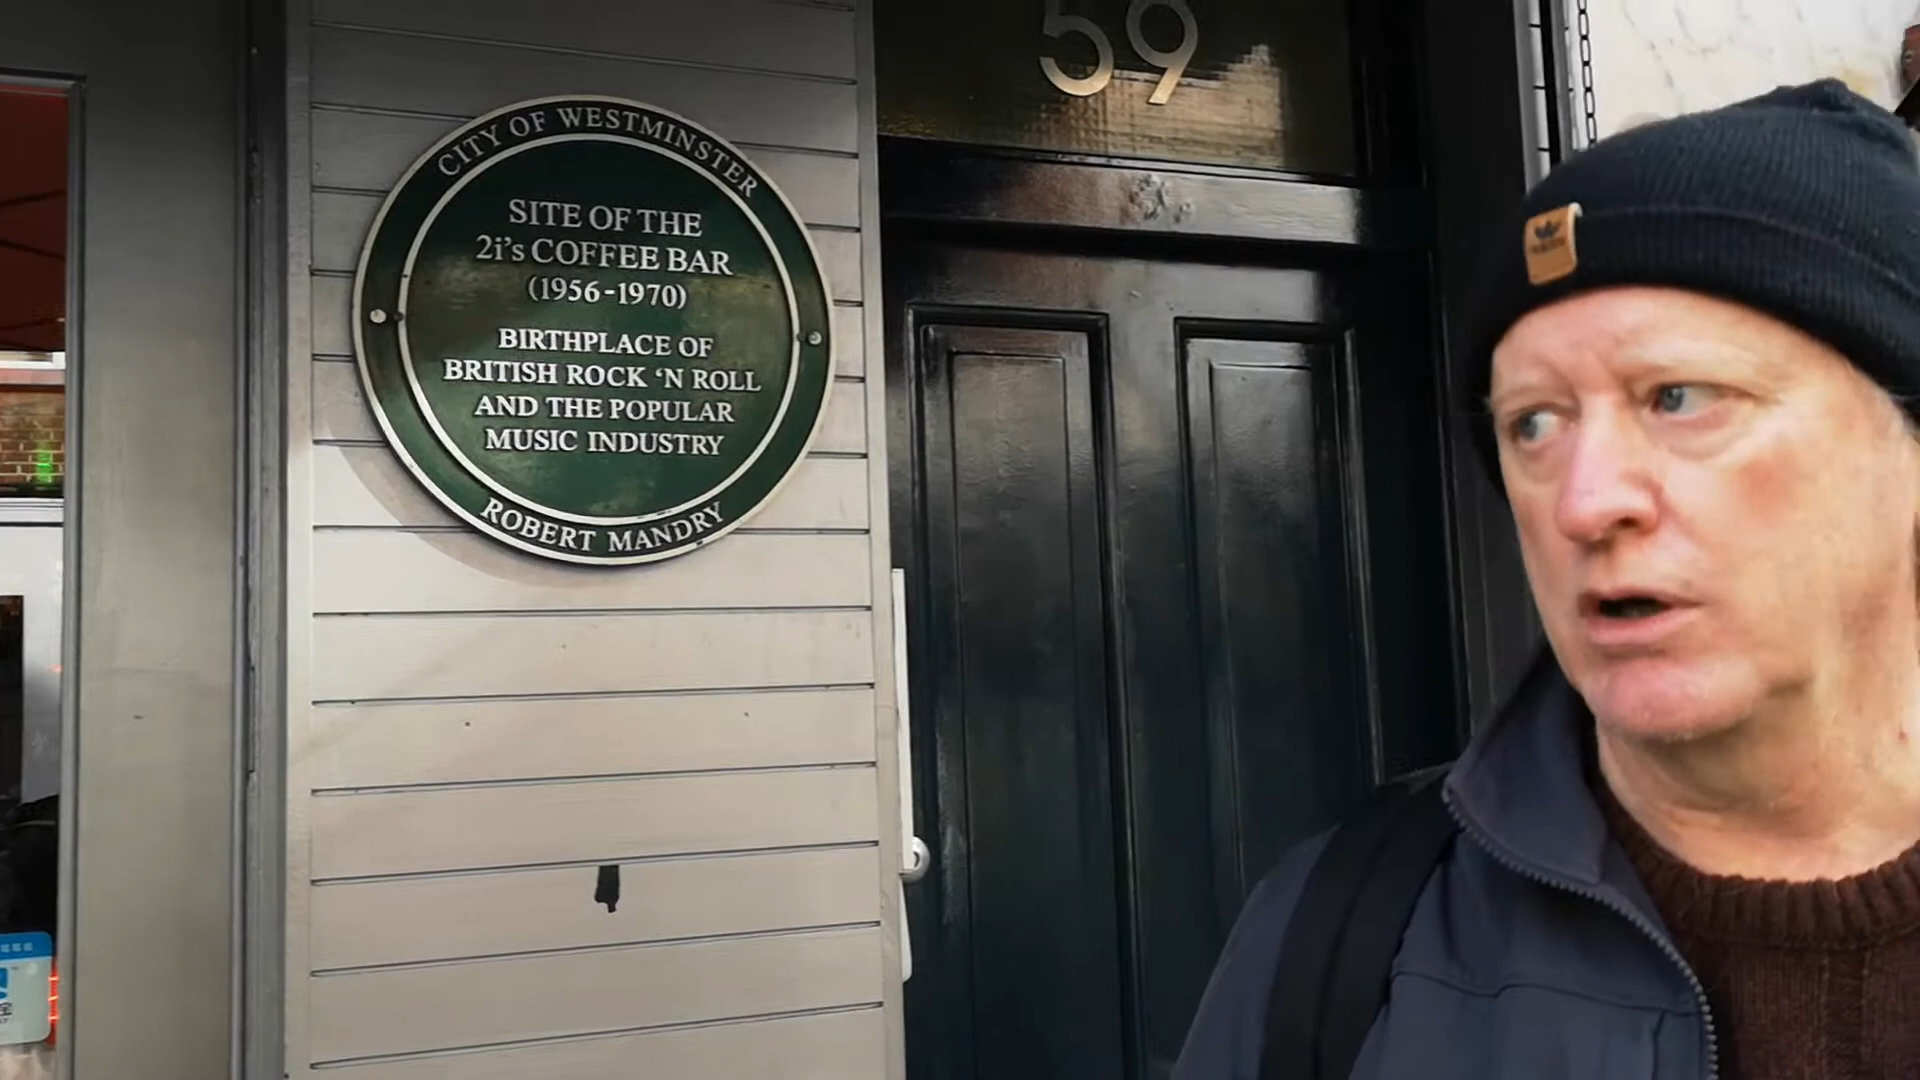 59
CITY OF WESTMINSTER
SITE OF THE
2i's COFFEE BAR
(1956-1970)
BIRTHPLACE OF
BRITISH ROCK 'N ROLL
AND THE POPULAR
MUSIC INDUSTRY
ROBERT MANDRY